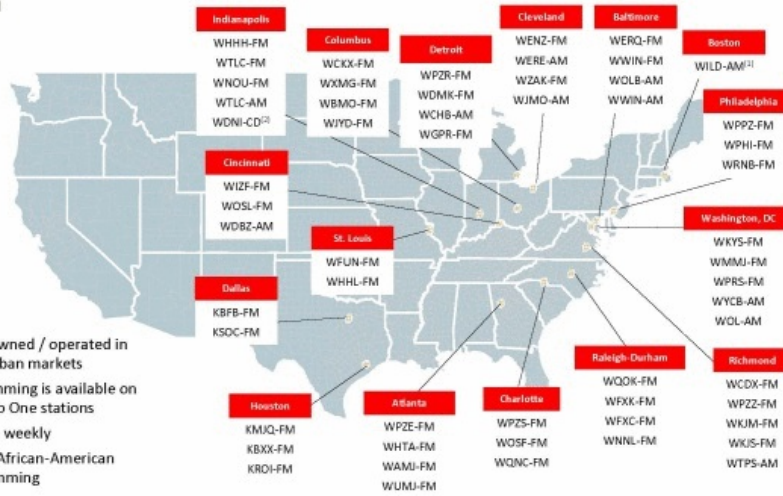 Indianapolis
WHHH-FM
WTLC-FM
WNOU-FM
WTLC-AM
WDNI-CD(2)
Columbus
WCKX-FM
WXMG-FM
WBMO-FM
WJYD-FM
Detroit
WPZR-FM
WDMK-FM
WCHB-AM
WGPR-FM
Cleveland
WENZ-FM
WERE-AM
WZAK-FM
WJMO-AM
Baltimore
WERQ-FM
WWIN-FM
WOLB-AM
WWIN-AM
Boston
WILD-AM(1)
Philadelphia
WPPZ-FM
WPHI-FM
WRNB-FM
Cincinnati
WIZF-FM
WOSL-FM
WDBZ-AM
St. Louis
WFUN-FM
WHHL-FM
Washington, DC
WKYS-FM
WMMJ-FM
WPRS-FM
WYCB-AM
WOL-AM
Dallas
KBFB-FM
KSOC-FM
wned / operated in
ban markets
nming is available on
o One stations
weekly
African-American
nming
Houston
KMJQ-FM
KBXX-FM
KROI-FM
Atlanta
WPZE-FM
WHTA-FM
WAMJ-FM
WUMJ-FM
Charlotte
WPZS-FM
WOSF-FM
WQNC-FM
Raleigh-Durham
WQOK-FM
WFXK-FM
WFXC-FM
WNNL-FM
Richmond
WCDX-FM
WPZZ-FM
WKJM-FM
WKJS-FM
WTPS-AM